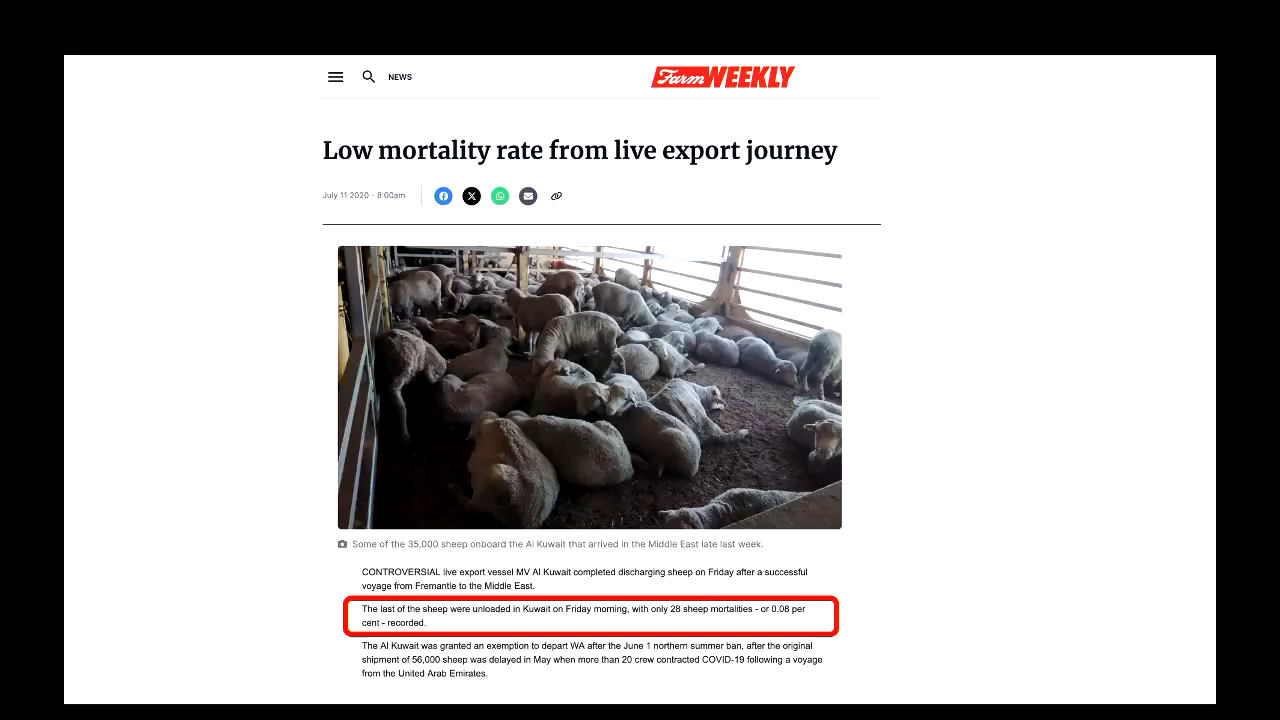 NEWS
Farm WEEKLY
Low mortality rate from live export journey
July 11 2020 - 8:00am
Some of the 35,000 sheep onboard the Al Kuwait that arrived in the Middle East late last week.
CONTROVERSIAL live export vessel MV Al Kuwait completed discharging sheep on Friday after a successful
voyage from Fremantle to the Middle East.
The last of the sheep were unloaded in Kuwait on Friday morning, with only 28 sheep mortalities - or 0.08 per
cent - recorded.
The Al Kuwait was granted an exemption to depart WA after the June 1 northern summer ban, after the original
shipment of 56,000 sheep was delayed in May when more than 20 crew contracted COVID-19 following a voyage
from the United Arab Emirates.